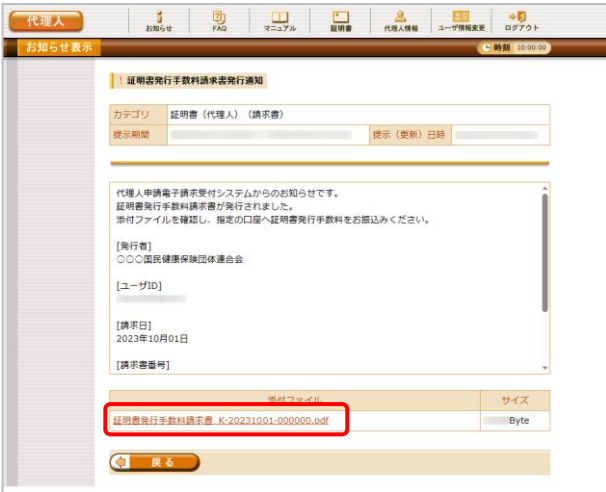 代理人
お知らせ
FAQ
マニュアル
証明書
代理人情報
ユーザ情報変更
ログアウト
お知らせ表示
時刻 10:00:00
! 証明書発行手数料請求書発行通知
カテゴリ 証明書（代理人）（請求書）
提示期間 提示（更新）日時
代理人申請電子請求受付システムからのお知らせです。
証明書発行手数料請求書が発行されました。
添付ファイルを確認し、指定の口座へ証明書発行手数料をお振込みください。
[発行者]
○○○国民健康保険団体連合会
[ユーザID]
[請求日]
2023年10月01日
[請求書番号]
添付ファイル サイズ
証明書発行手数料請求書_K-20231001-000000.pdf Byte
戻る